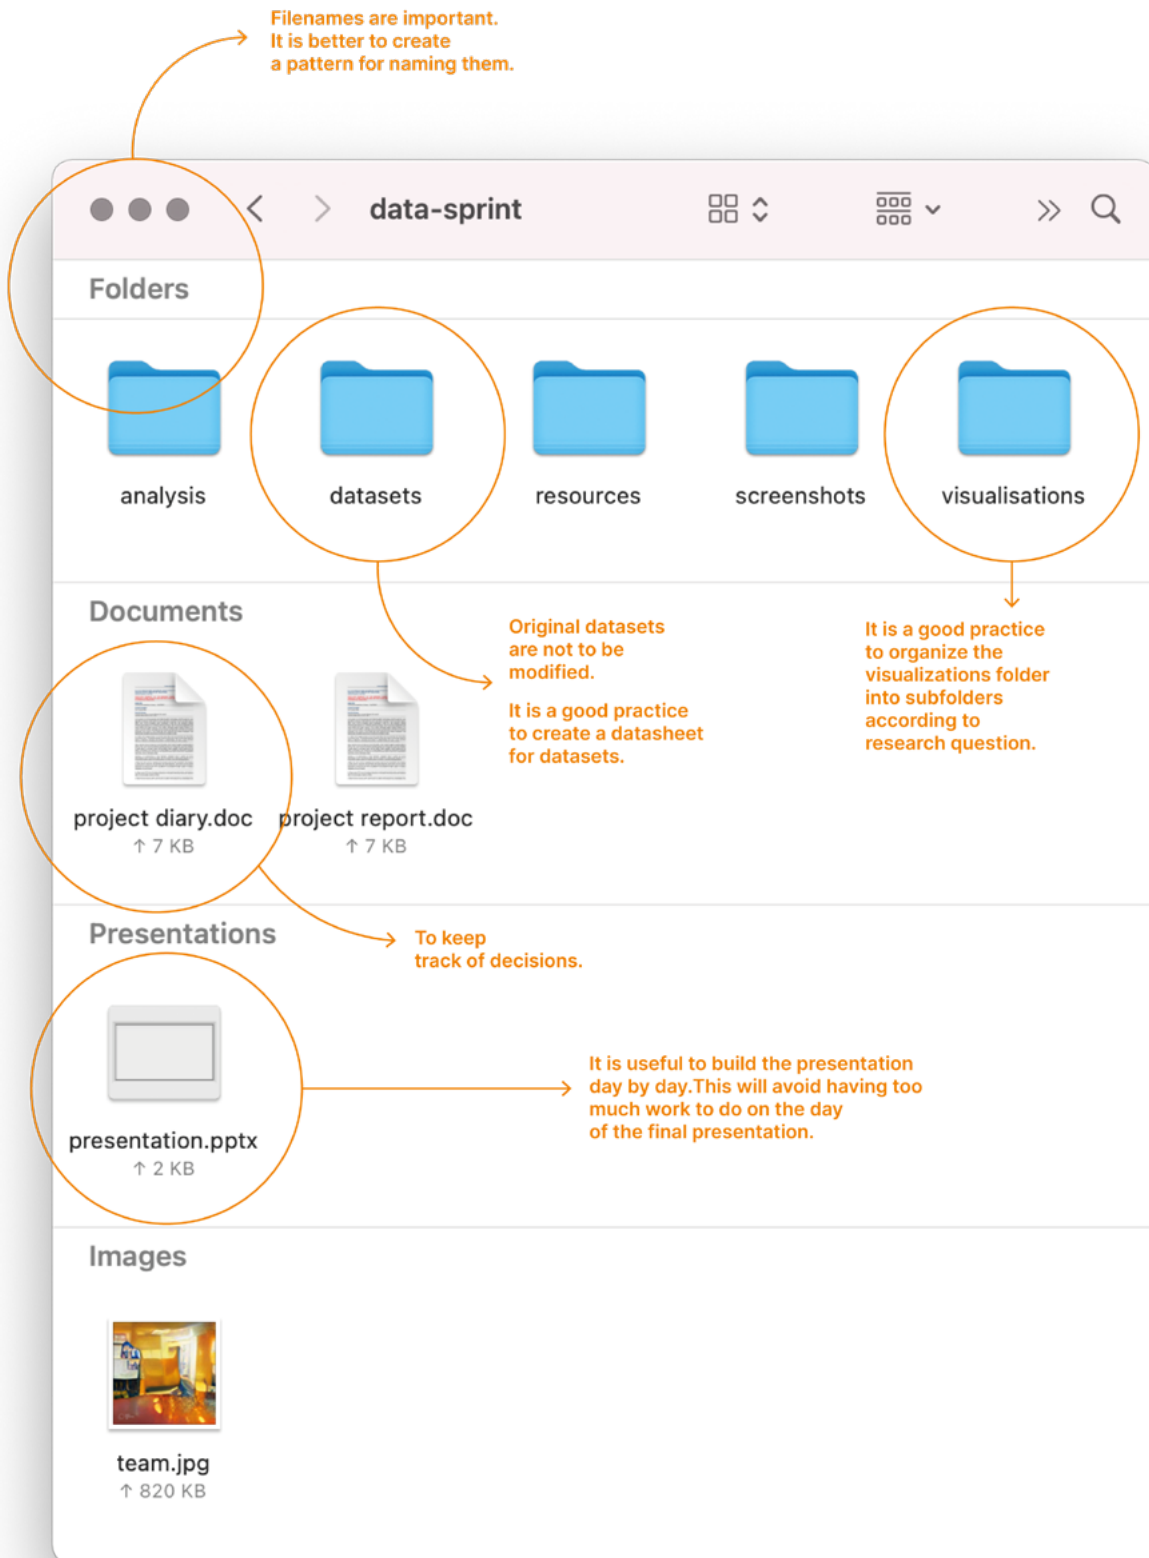 Filenames are important.
It is better to create
a pattern for naming them.
data-sprint
Folders
analysis
datasets
resources
screenshots
visualisations
Documents
Original datasets
are not to be
modified.
It is a good practice
to create a datasheet
for datasets.
It is a good practice
to organize the
visualizations folder
into subfolders
according to
research question.
project diary.doc
↑ 7 KB
project report.doc
↑ 7 KB
Presentations
To keep
track of decisions.
It is useful to build the presentation
day by day.This will avoid having too
much work to do on the day
of the final presentation.
presentation.pptx
↑ 2 KB
Images
team.jpg
↑ 820 KB